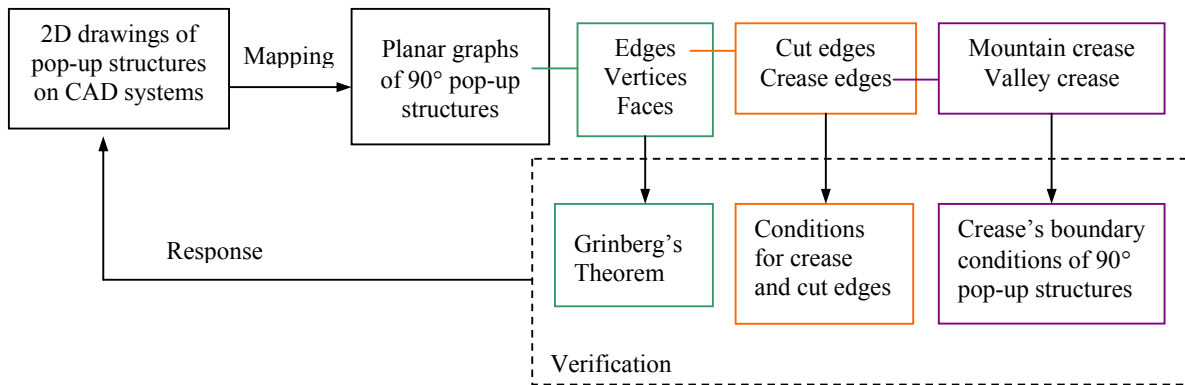 2D drawings of
pop-up structures
on CAD systems
Mapping
Planar graphs
of 90° pop-up
structures
Edges
Vertices
Faces
Cut edges
Crease edges
Mountain crease
Valley crease
Response
Grinberg's
Theorem
Conditions
for crease
and cut edges
Crease's boundary
conditions of 90°
pop-up structures
Verification